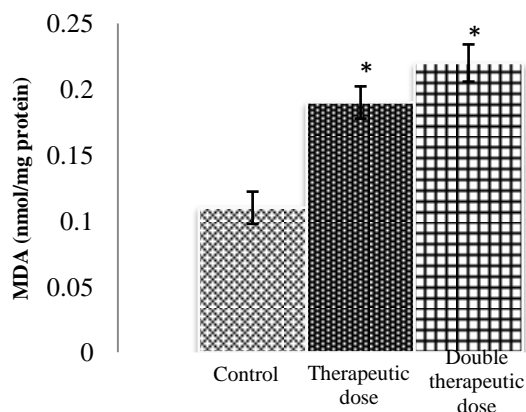 MDA (nmol/mg protein)
0.25
0.2
0.15
0.1
0.05
0
*
*
Control
Therapeutic
dose
Double
therapeutic
dose